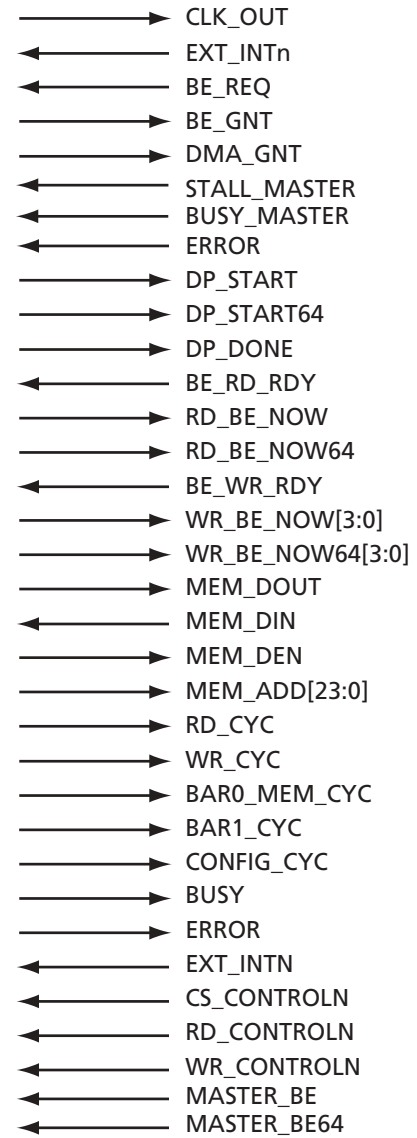 CLK_OUT
EXT_INTn
BE_REQ
BE_GNT
DMA_GNT
STALL_MASTER
BUSY_MASTER
ERROR
DP_START
DP_START64
DP_DONE
BE_RD_RDY
RD_BE_NOW
RD_BE_NOW64
BE_WR_RDY
WR_BE_NOW[3:0]
WR_BE_NOW64[3:0]
MEM_DOUT
MEM_DIN
MEM_DEN
MEM_ADD[23:0]
RD_CYC
WR_CYC
BAR0_MEM_CYC
BAR1_CYC
CONFIG_CYC
BUSY
ERROR
EXT_INTN
CS_CONTROLN
RD_CONTROLN
WR_CONTROLN
MASTER_BE
MASTER_BE64